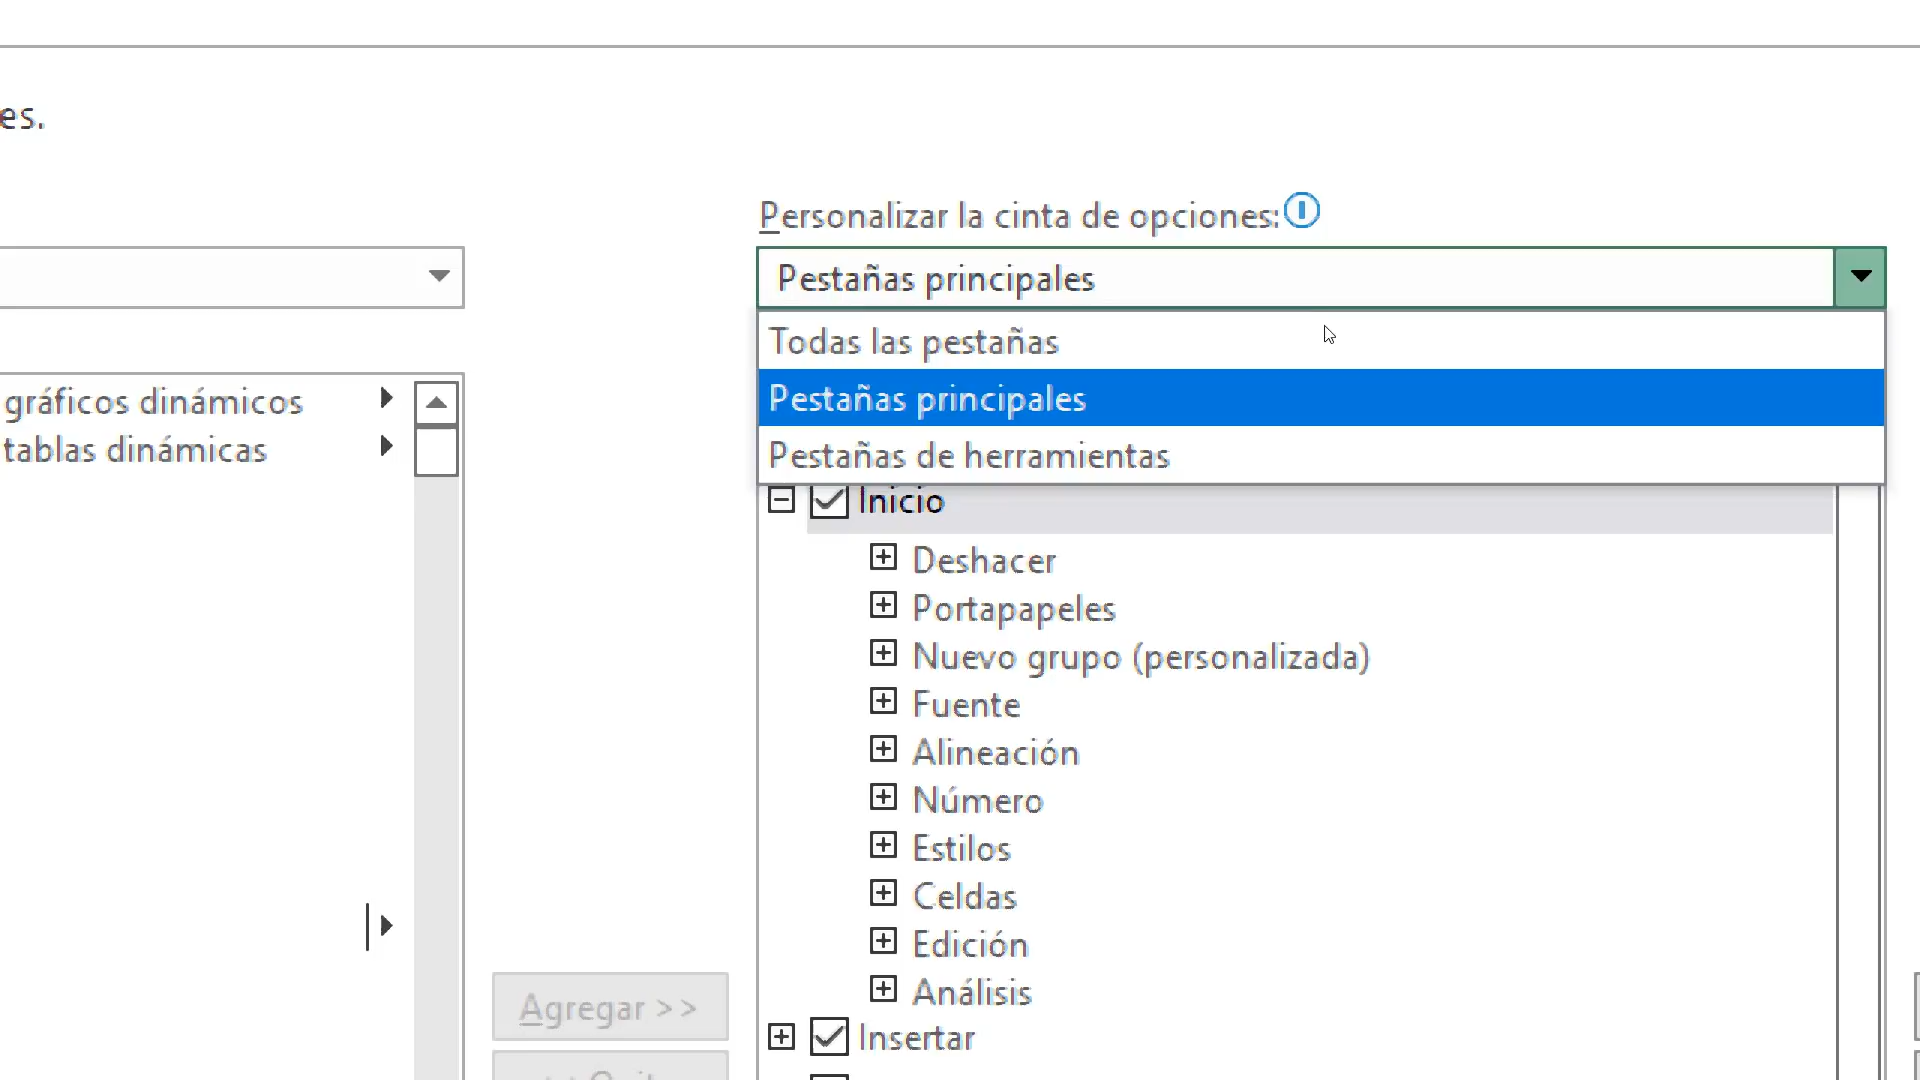 es.
Personalizar la cinta de opciones:
Pestañas principales
Todas las pestañas
Pestañas principales
Pestañas de herramientas
gráficos dinámicos
tablas dinámicas
Inicio
Deshacer
Portapapeles
Nuevo grupo (personalizada)
Fuente
Alineación
Número
Estilos
Celdas
Edición
Análisis
Agregar >>
Insertar